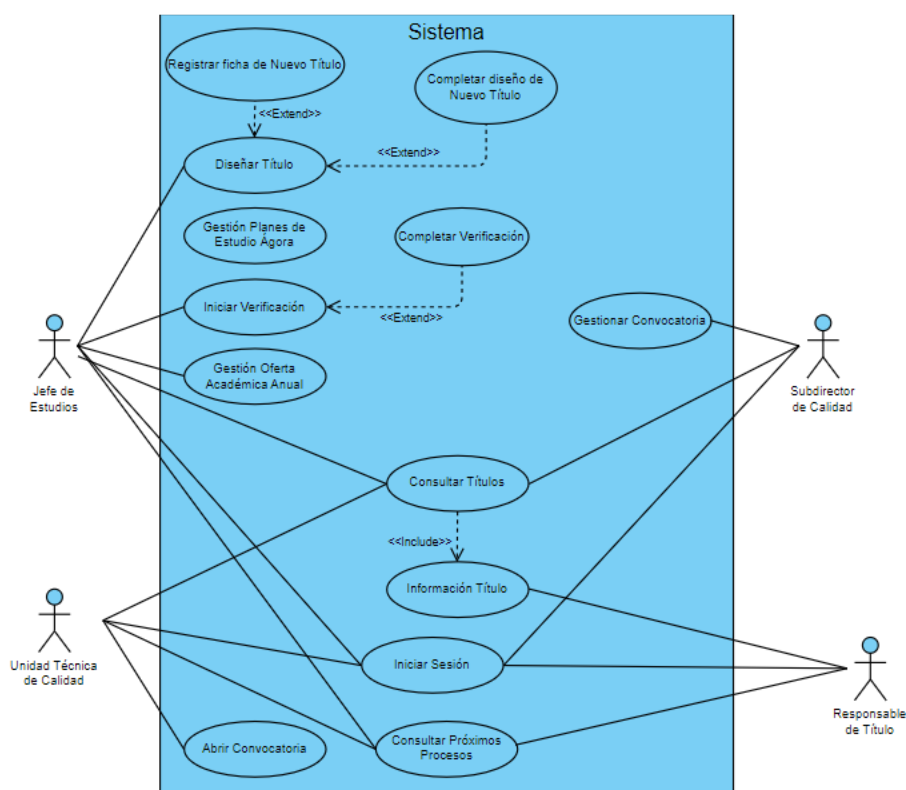 Sistema
Registrar ficha de Nuevo Título
Completar diseño de
Nuevo Título
<<Extend>>
<<Extend>>
Diseñar Título
Gestión Planes de
Estudio Ágora
Completar Verificación
Iniciar Verificación
<<Extend>>
Gestionar Convocatoria
Gestión Oferta
Académica Anual
Jefe de
Estudios
Subdirector
de Calidad
Consultar Títulos
<<Include>>
Información Título
Unidad Técnica
de Calidad
Iniciar Sesión
Responsable
de Título
Abrir Convocatoria
Consultar Próximos
Procesos